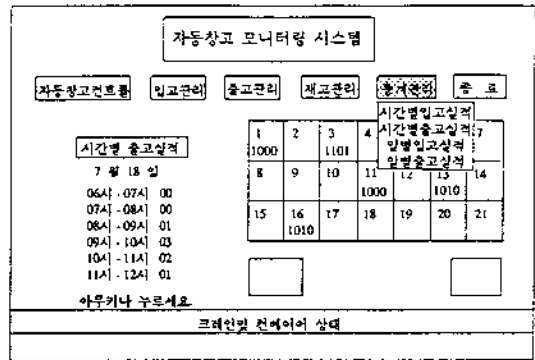 자동창고 모니터링 시스템
자동창고컨트롤 입고관리 출고관리 재고관리 통계관리 종 료
시간별입고실적
시간별출고실적
일별입고실적
일별출고실적
시간별 출고실적
7 월 18 일
06시 - 07시 00
07시 - 08시 00
08시 - 09시 01
09시 - 10시 03
10시 - 11시 02
11시 - 12시 01
아무키나 누르세요
1 2 3 4 7
1000 1101
8 9 10 11 12 13 14
1000 1010
15 16 17 18 19 20 21
1010
크레인및 컨베이어 상태